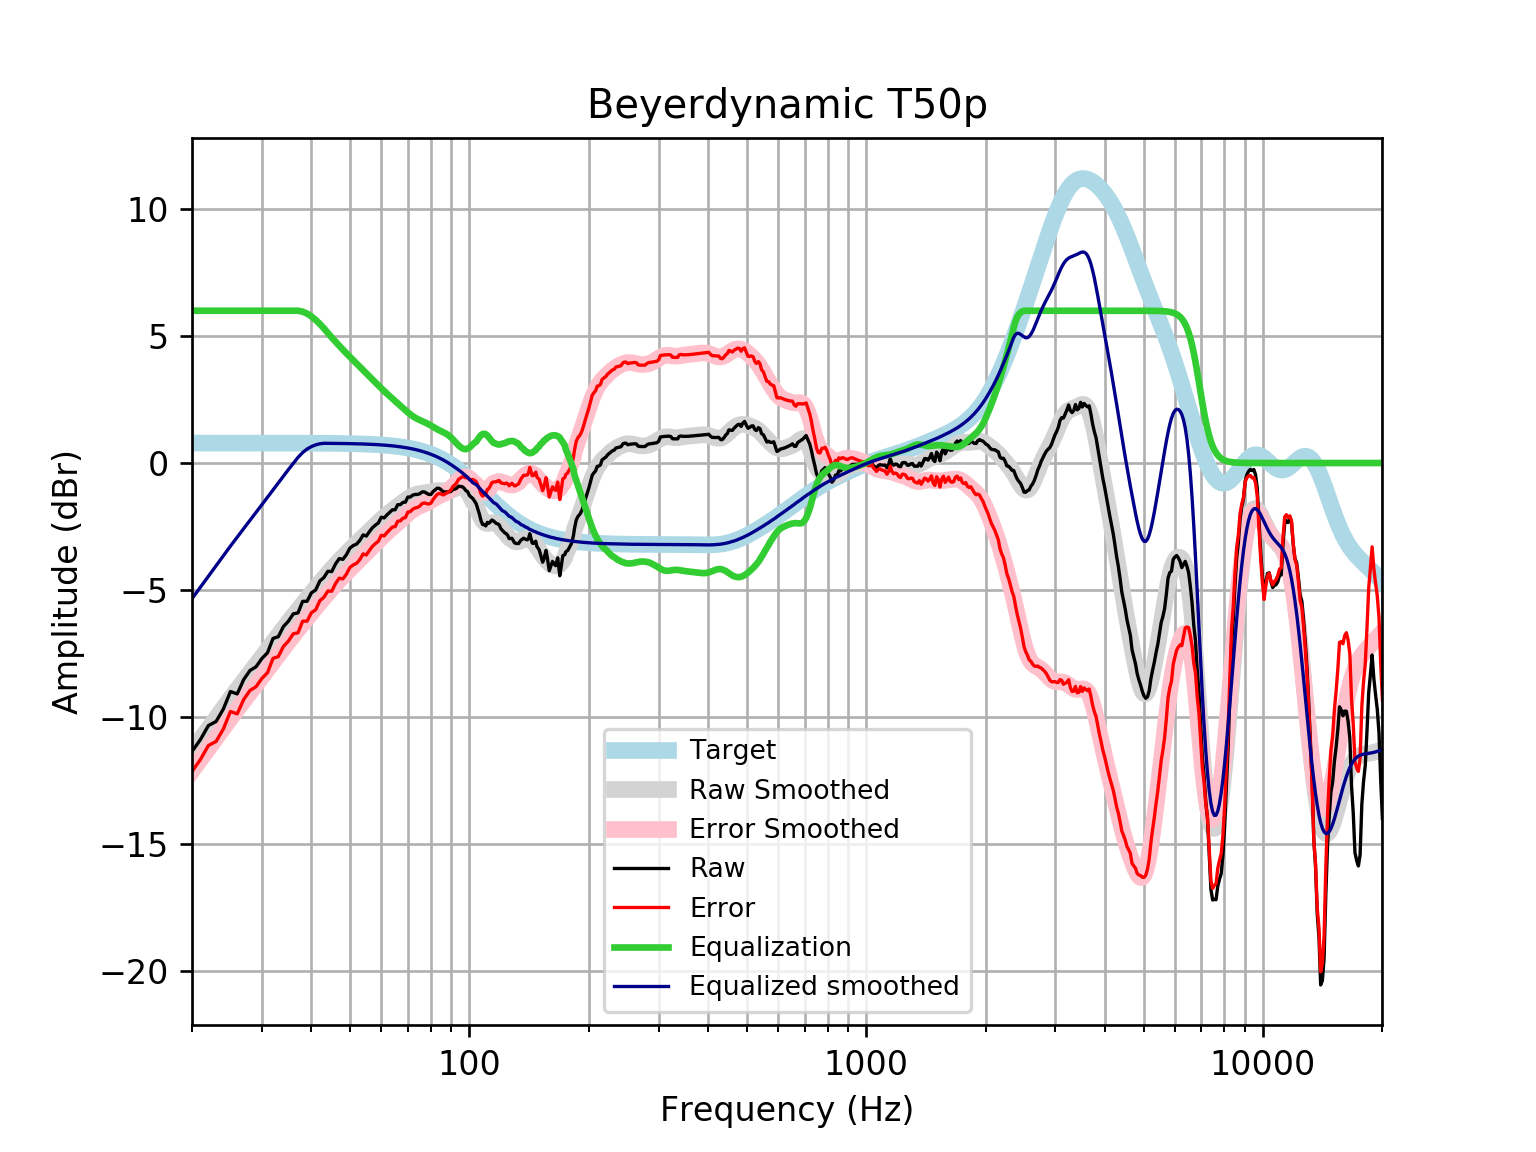 Beyerdynamic T50p
10
5
0
−5
−10
−15
−20
Amplitude (dBr)
Target
Raw Smoothed
Error Smoothed
Raw
Error
Equalization
Equalized smoothed
100 1000 10000
Frequency (Hz)